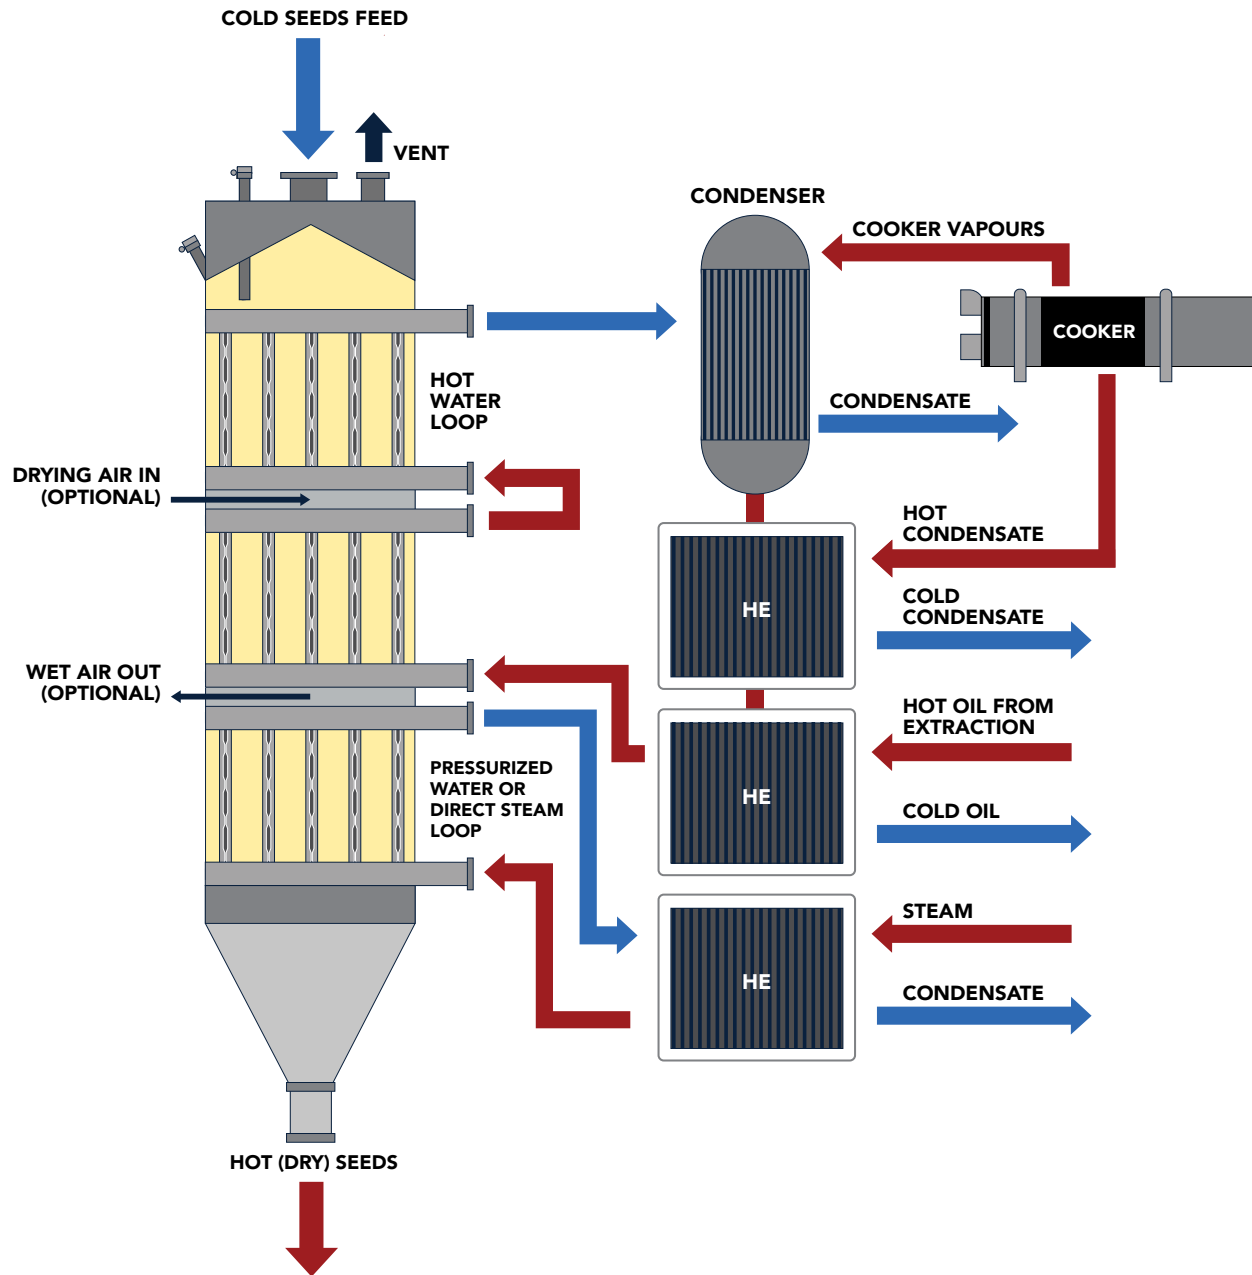 COLD SEEDS FEED
VENT
CONDENSER
COOKER VAPOURS
COOKER
HOT
WATER
LOOP
CONDENSATE
DRYING AIR IN
(OPTIONAL)
HOT
CONDENSATE
HE
COLD
CONDENSATE
WET AIR OUT
(OPTIONAL)
HOT OIL FROM
EXTRACTION
PRESSURIZED
WATER OR
DIRECT STEAM
LOOP
HE
COLD OIL
STEAM
HE
CONDENSATE
HOT (DRY) SEEDS